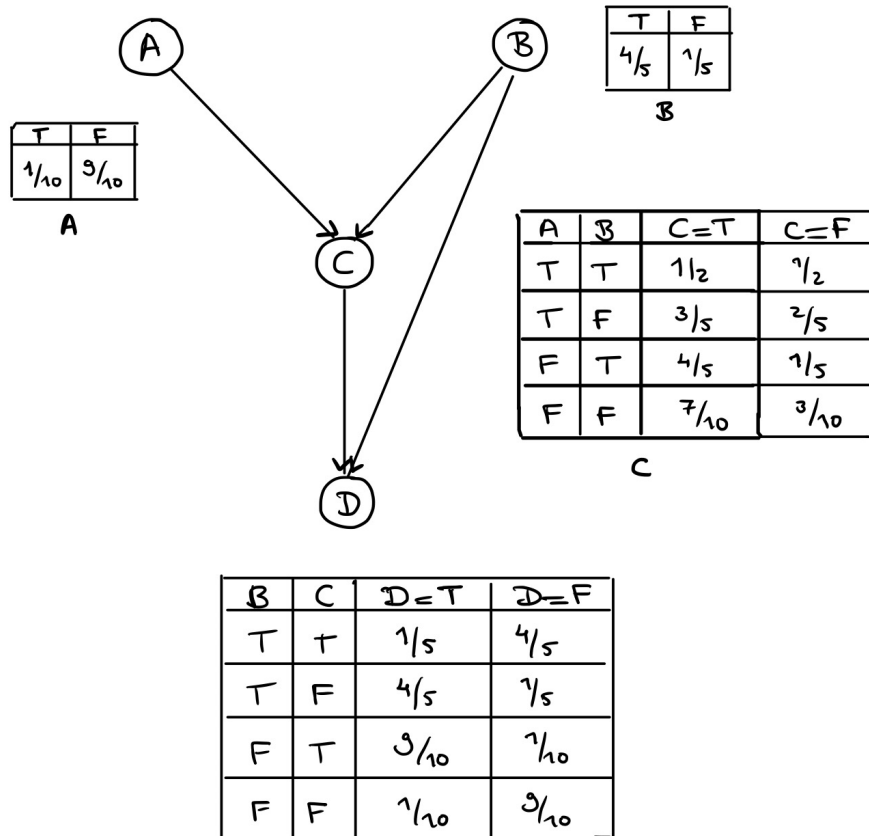 A
B
T F
4/5 1/5
B
T F
1/10 9/10
A
C
A B C=T C=F
T T 1/2 1/2
T F 3/5 2/5
F T 4/5 1/5
F F 7/10 3/10
C
D
B C D=T D=F
T T 1/5 4/5
T F 4/5 1/5
F T 9/10 1/10
F F 1/10 9/10